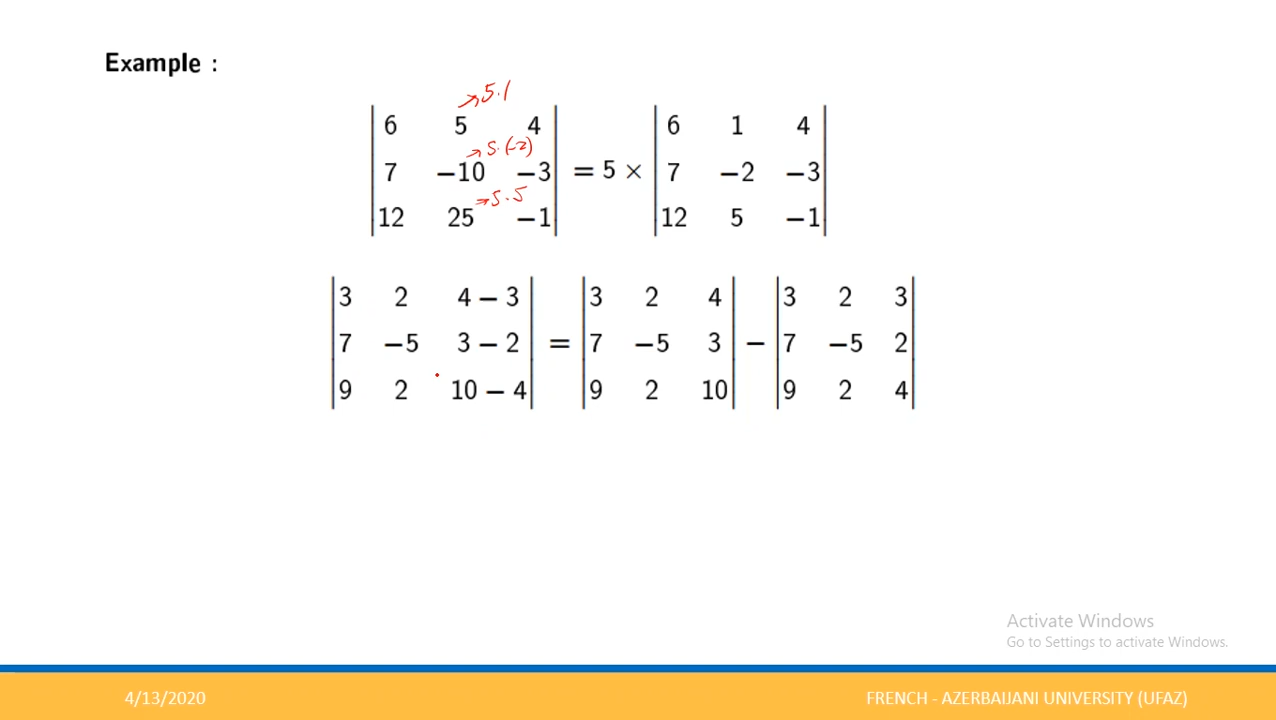 Example :
5·1
6 5 4
5·(-2)
7 −10 −3
5·5
12 25 −1
= 5 ×
6 1 4
7 −2 −3
12 5 −1
3 2 4 − 3
7 −5 3 − 2
9 2 10 − 4
=
3 2 4
7 −5 3
9 2 10
−
3 2 3
7 −5 2
9 2 4
Activate Windows
Go to Settings to activate Windows.
4/13/2020
FRENCH - AZERBAIJANI UNIVERSITY (UFAZ)